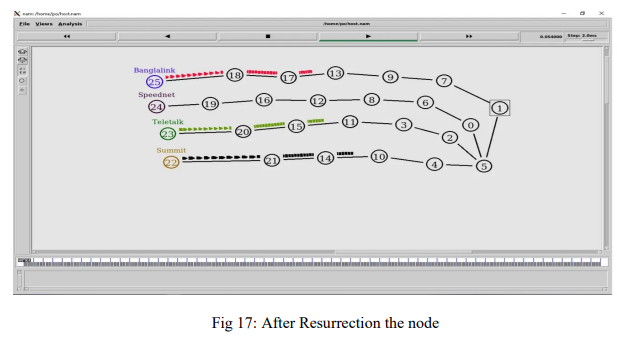 nam: /home/pc/host.nam
File Views Analysis /home/pc/host.nam
0.054000 Step: 2.0ms
Banglalink
25 18 17 13 9 7
Speednet
24 19 16 12 8 6 1
Teletalk
23 20 15 11 3 2 0
Summit
22 21 14 10 4 5
Fig 17: After Resurrection the node